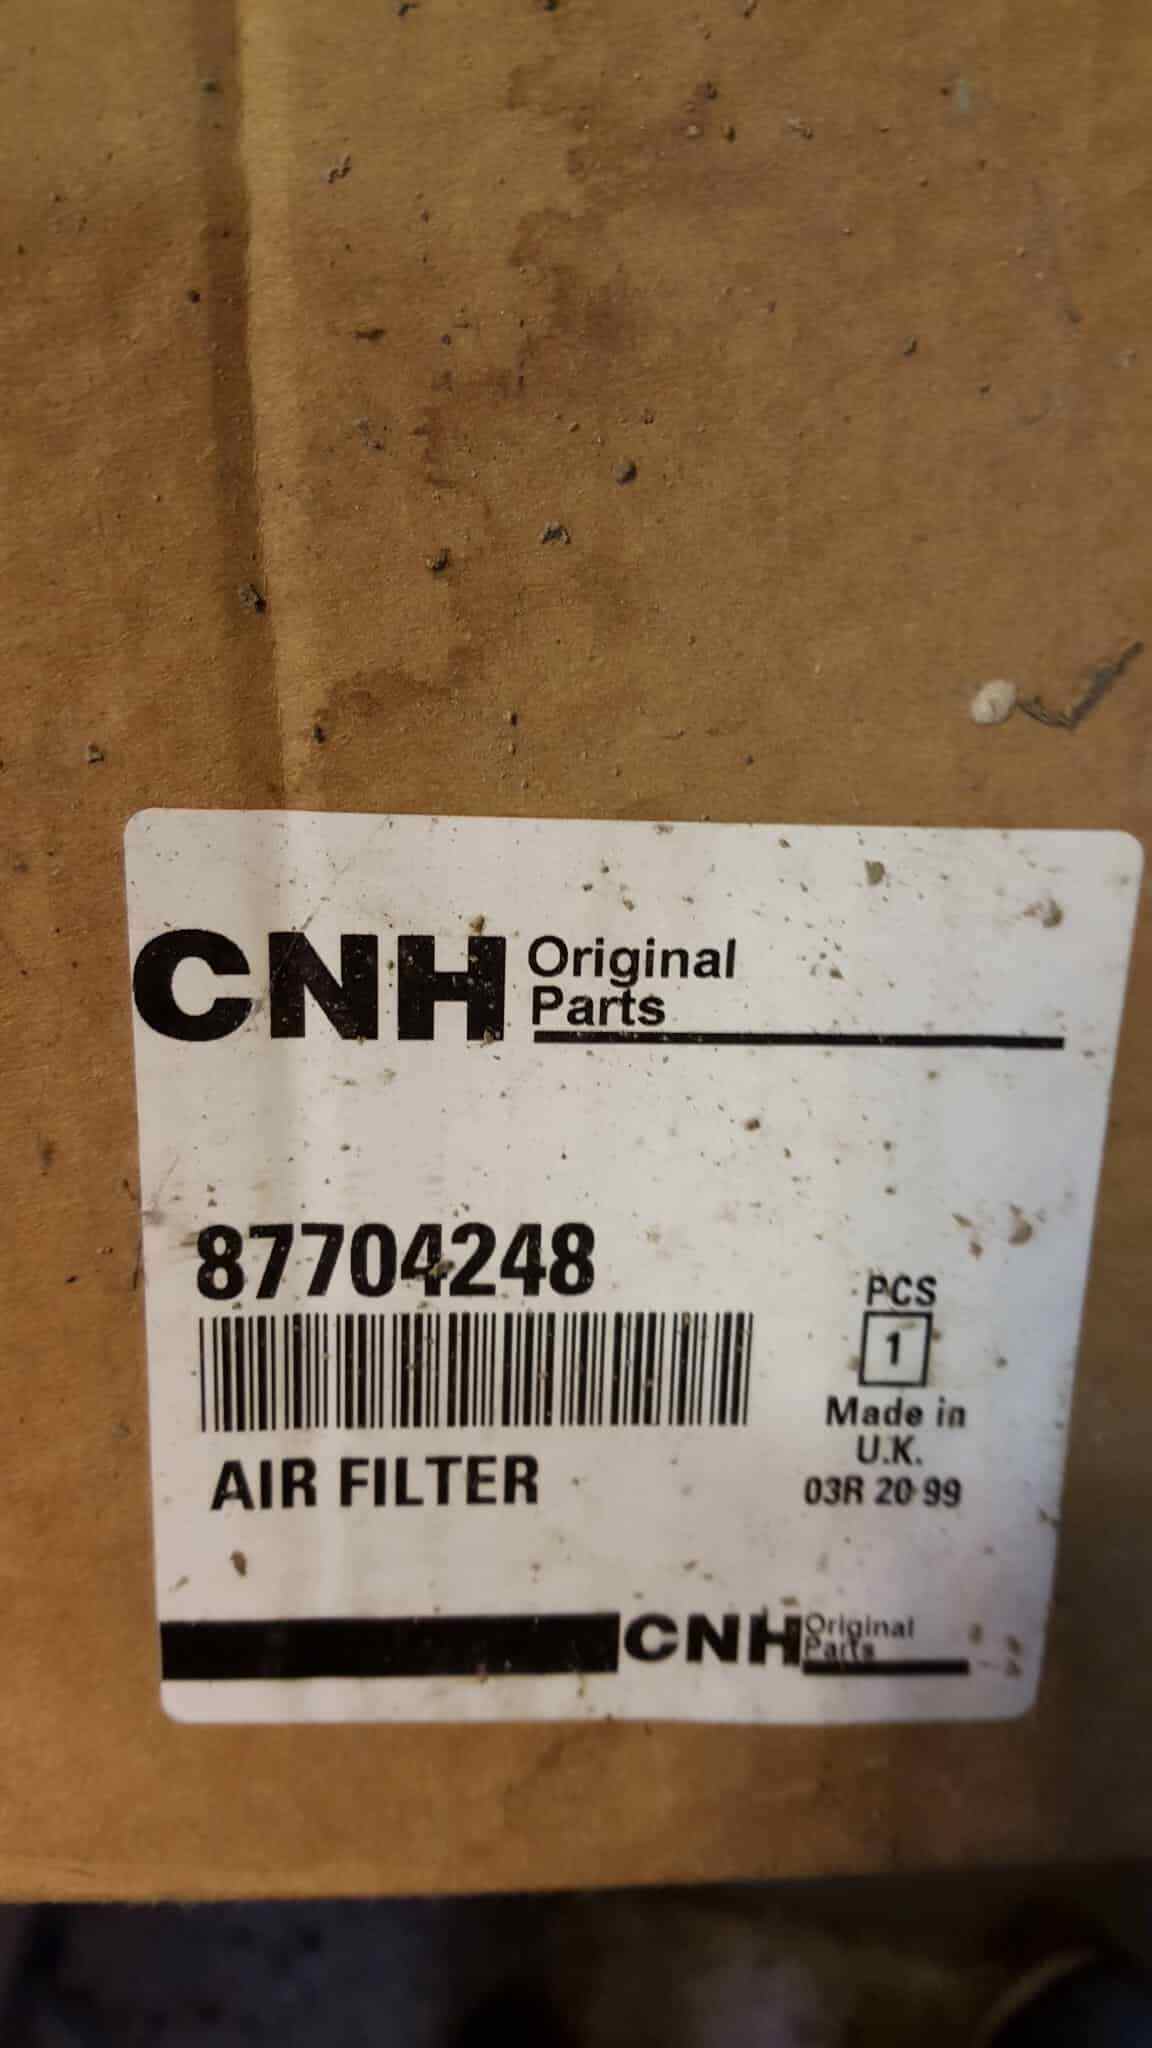 CNH Original
Parts
87704248
PCS
1
Made in
U.K.
03R 20 99
AIR FILTER
CNH Original
Parts